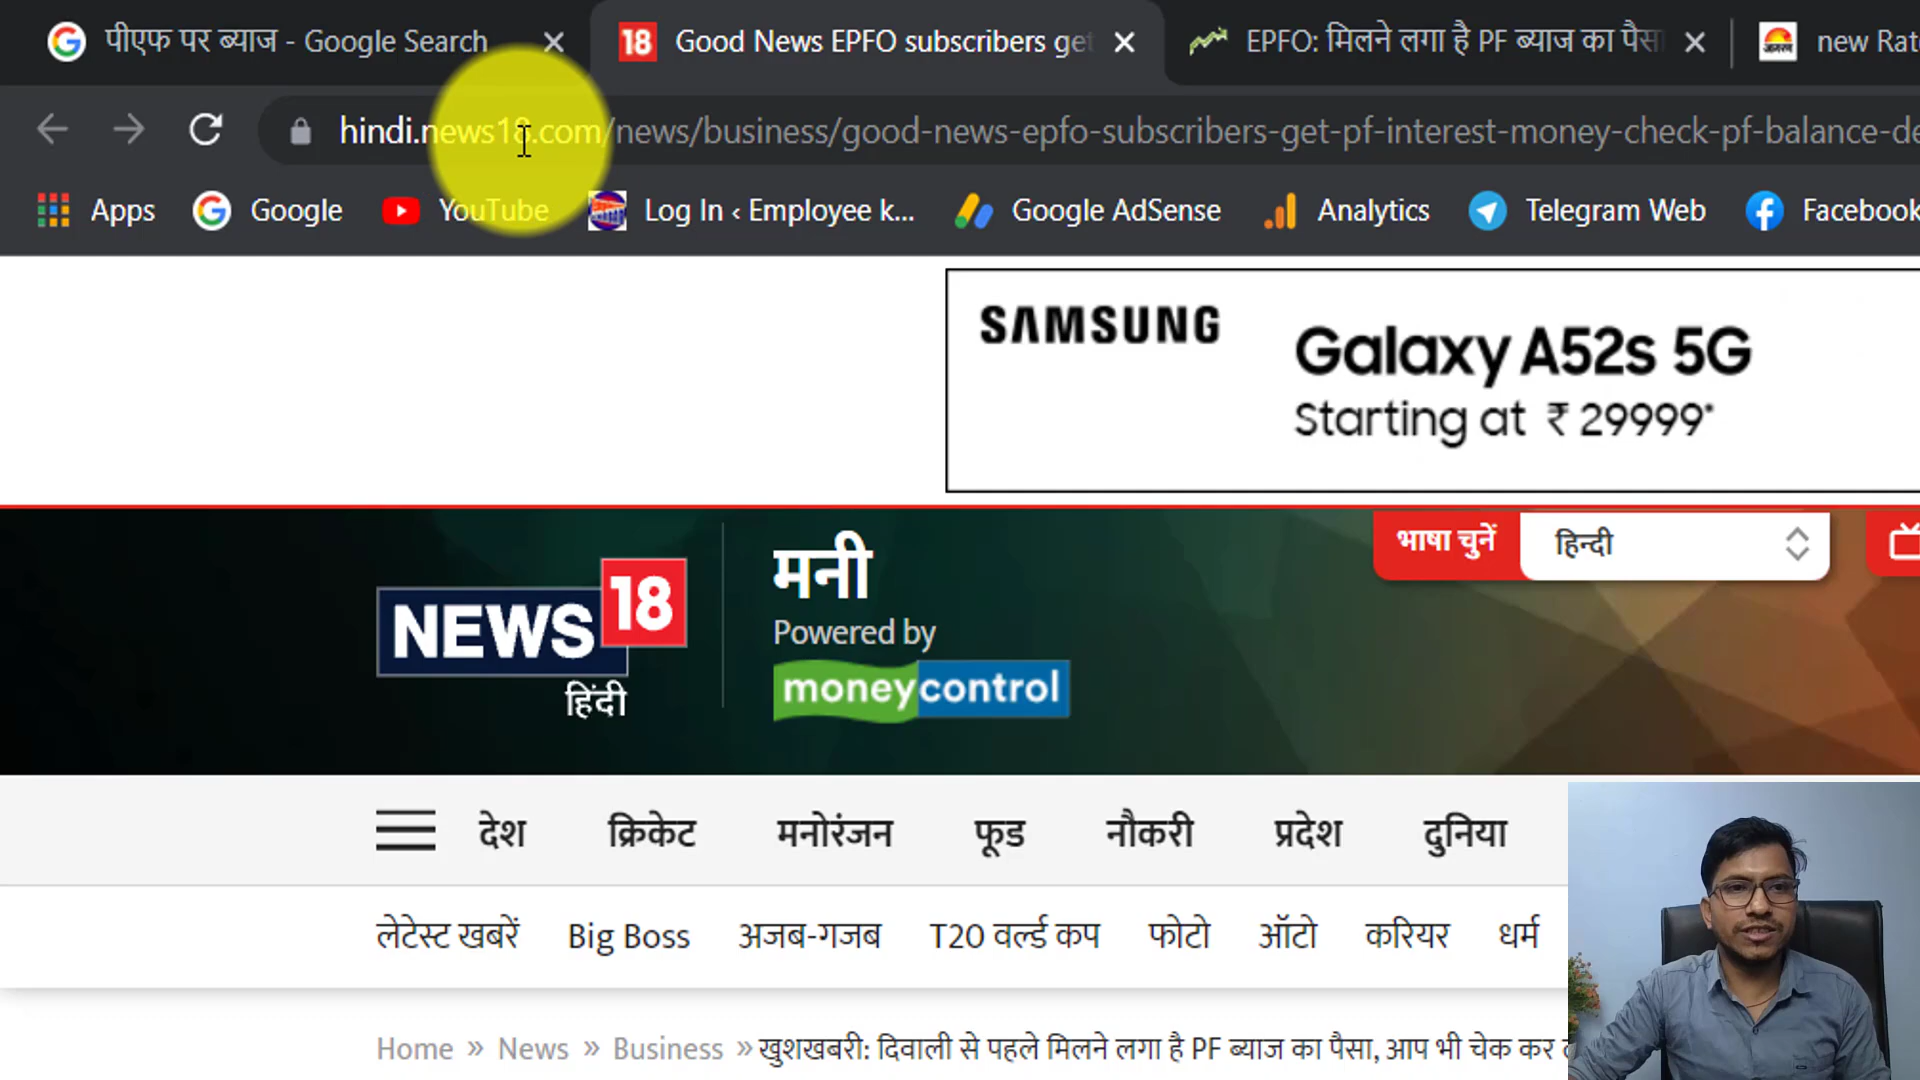 पीएफ पर ब्याज - Google Search
18 Good News EPFO subscribers get
EPFO: मिलने लगा है PF ब्याज का पैसा
new Rat
hindi.news18.com/news/business/good-news-epfo-subscribers-get-pf-interest-money-check-pf-balance-de
Apps Google YouTube Log In ‹ Employee k... Google AdSense Analytics Telegram Web Facebook
SAMSUNG
Galaxy A52s 5G
Starting at ₹ 29999*
NEWS 18
हिंदी
मनी
Powered by
moneycontrol
भाषा चुनें हिन्दी
देश क्रिकेट मनोरंजन फूड नौकरी प्रदेश दुनिया
लेटेस्ट खबरें Big Boss अजब-गजब T20 वर्ल्ड कप फोटो ऑटो करियर धर्म
Home » News » Business » खुशखबरी: दिवाली से पहले मिलने लगा है PF ब्याज का पैसा, आप भी चेक कर